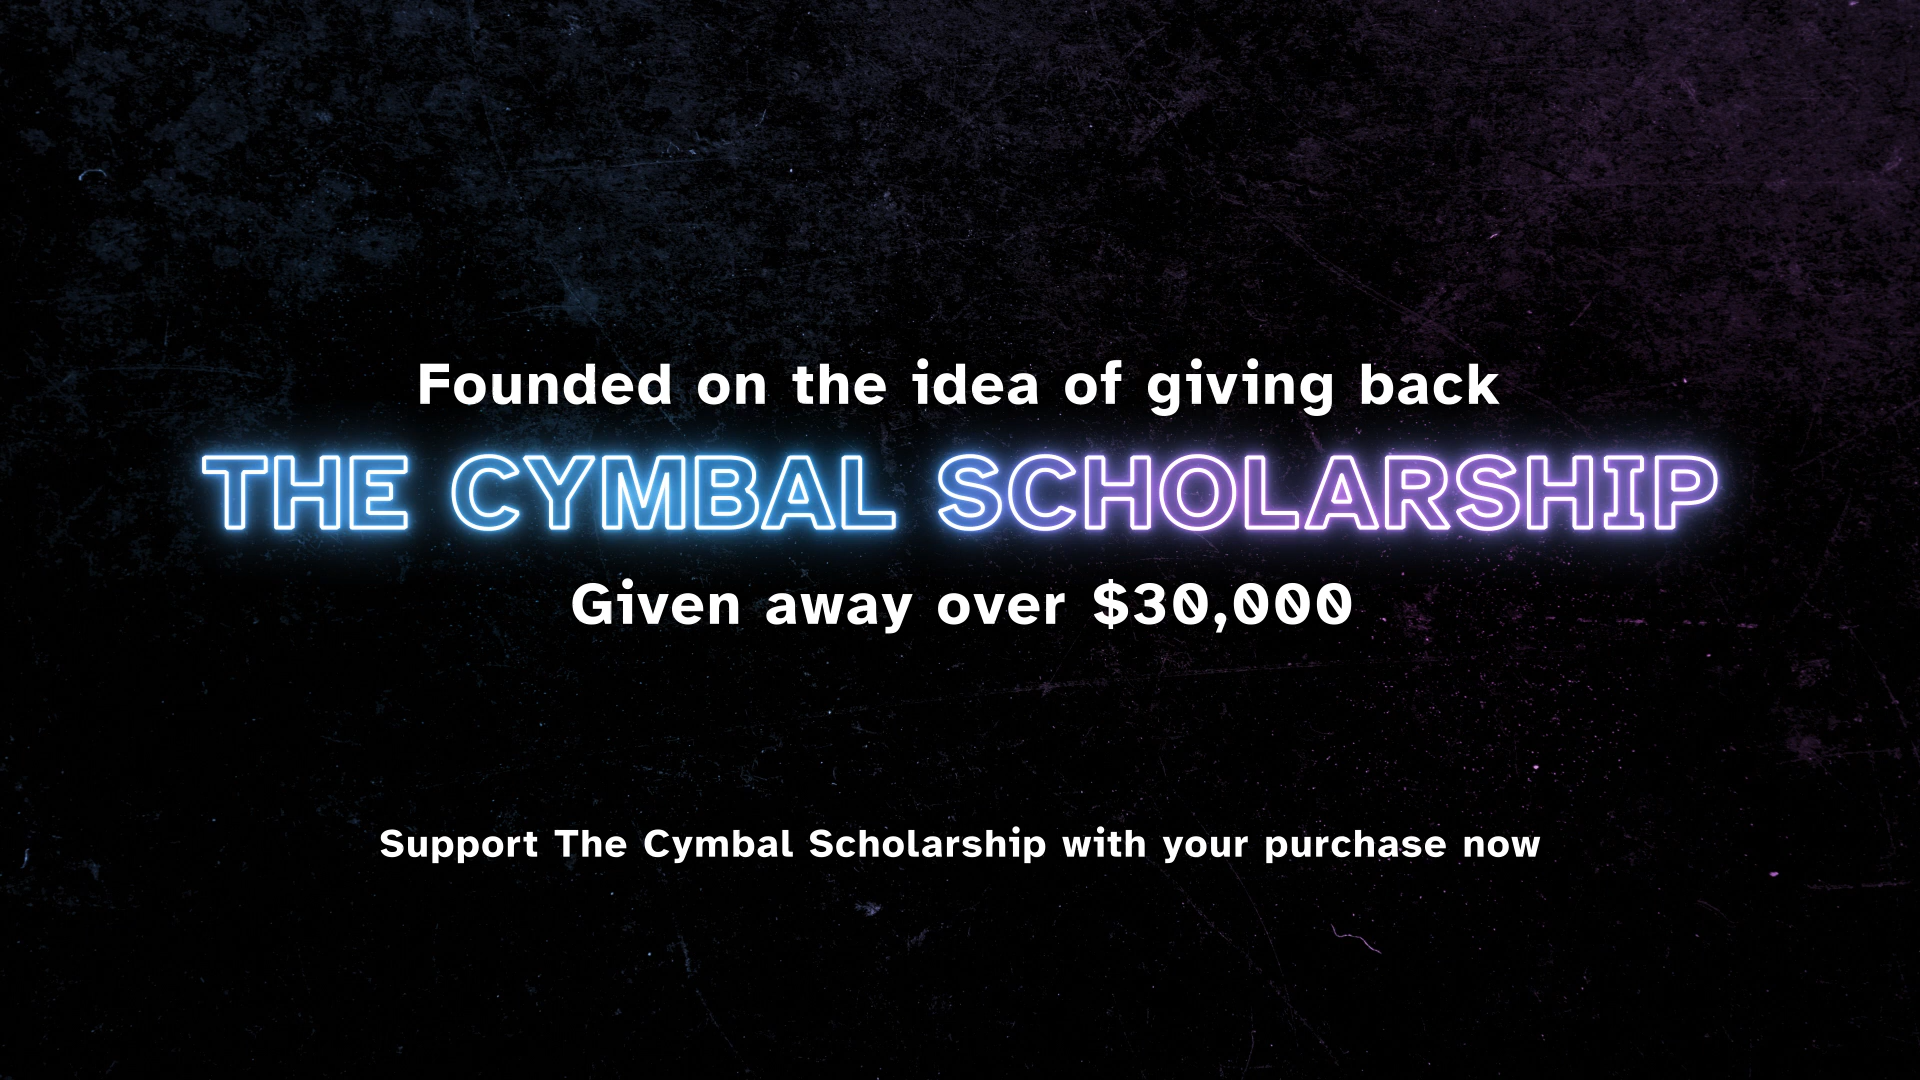 Founded on the idea of giving back
THE CYMBAL SCHOLARSHIP
Given away over $30,000
Support The Cymbal Scholarship with your purchase now